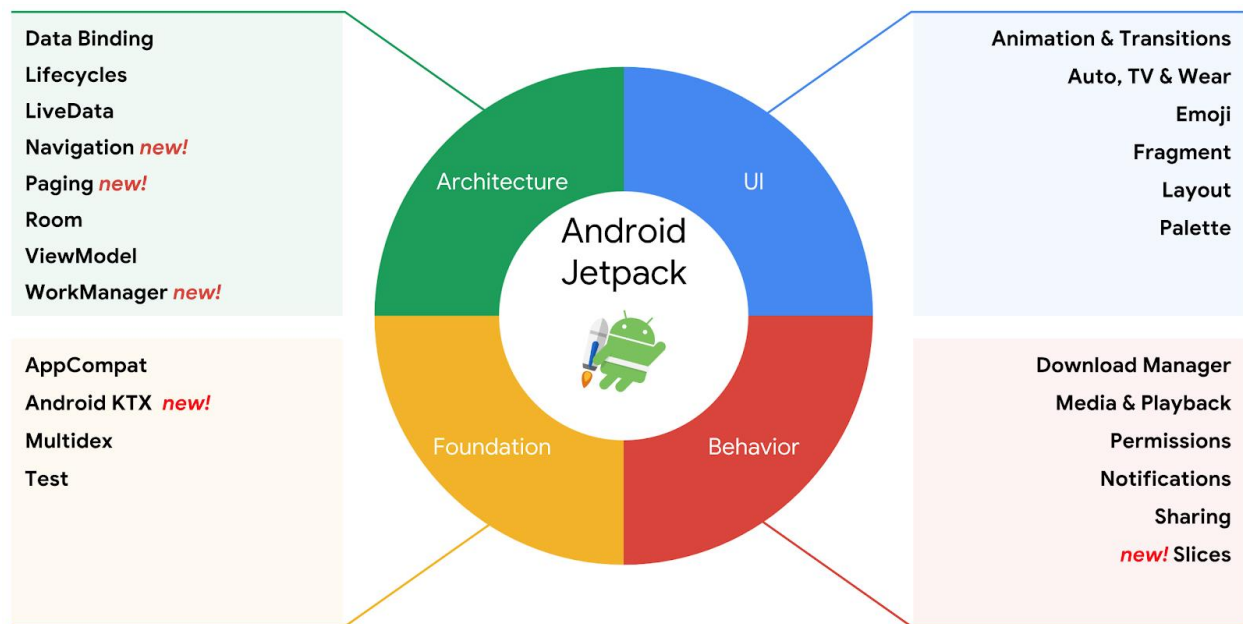 Data Binding
Lifecycles
LiveData
Navigation new!
Paging new!
Room
ViewModel
WorkManager new!
AppCompat
Android KTX new!
Multidex
Test
Architecture
UI
Android
Jetpack
Foundation
Behavior
Animation & Transitions
Auto, TV & Wear
Emoji
Fragment
Layout
Palette
Download Manager
Media & Playback
Permissions
Notifications
Sharing
new! Slices